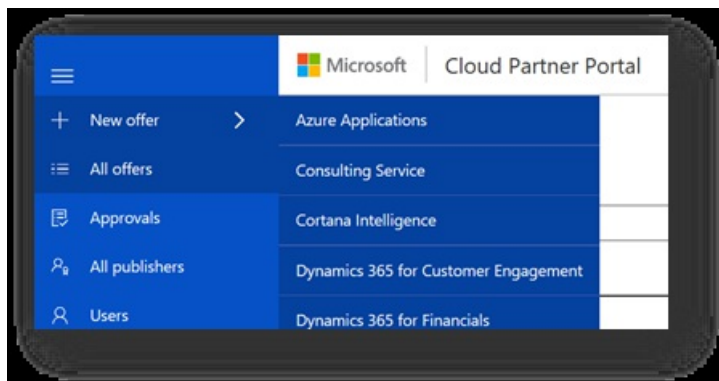 Microsoft Cloud Partner Portal
New offer
All offers
Approvals
All publishers
Users
Azure Applications
Consulting Service
Cortana Intelligence
Dynamics 365 for Customer Engagement
Dynamics 365 for Financials